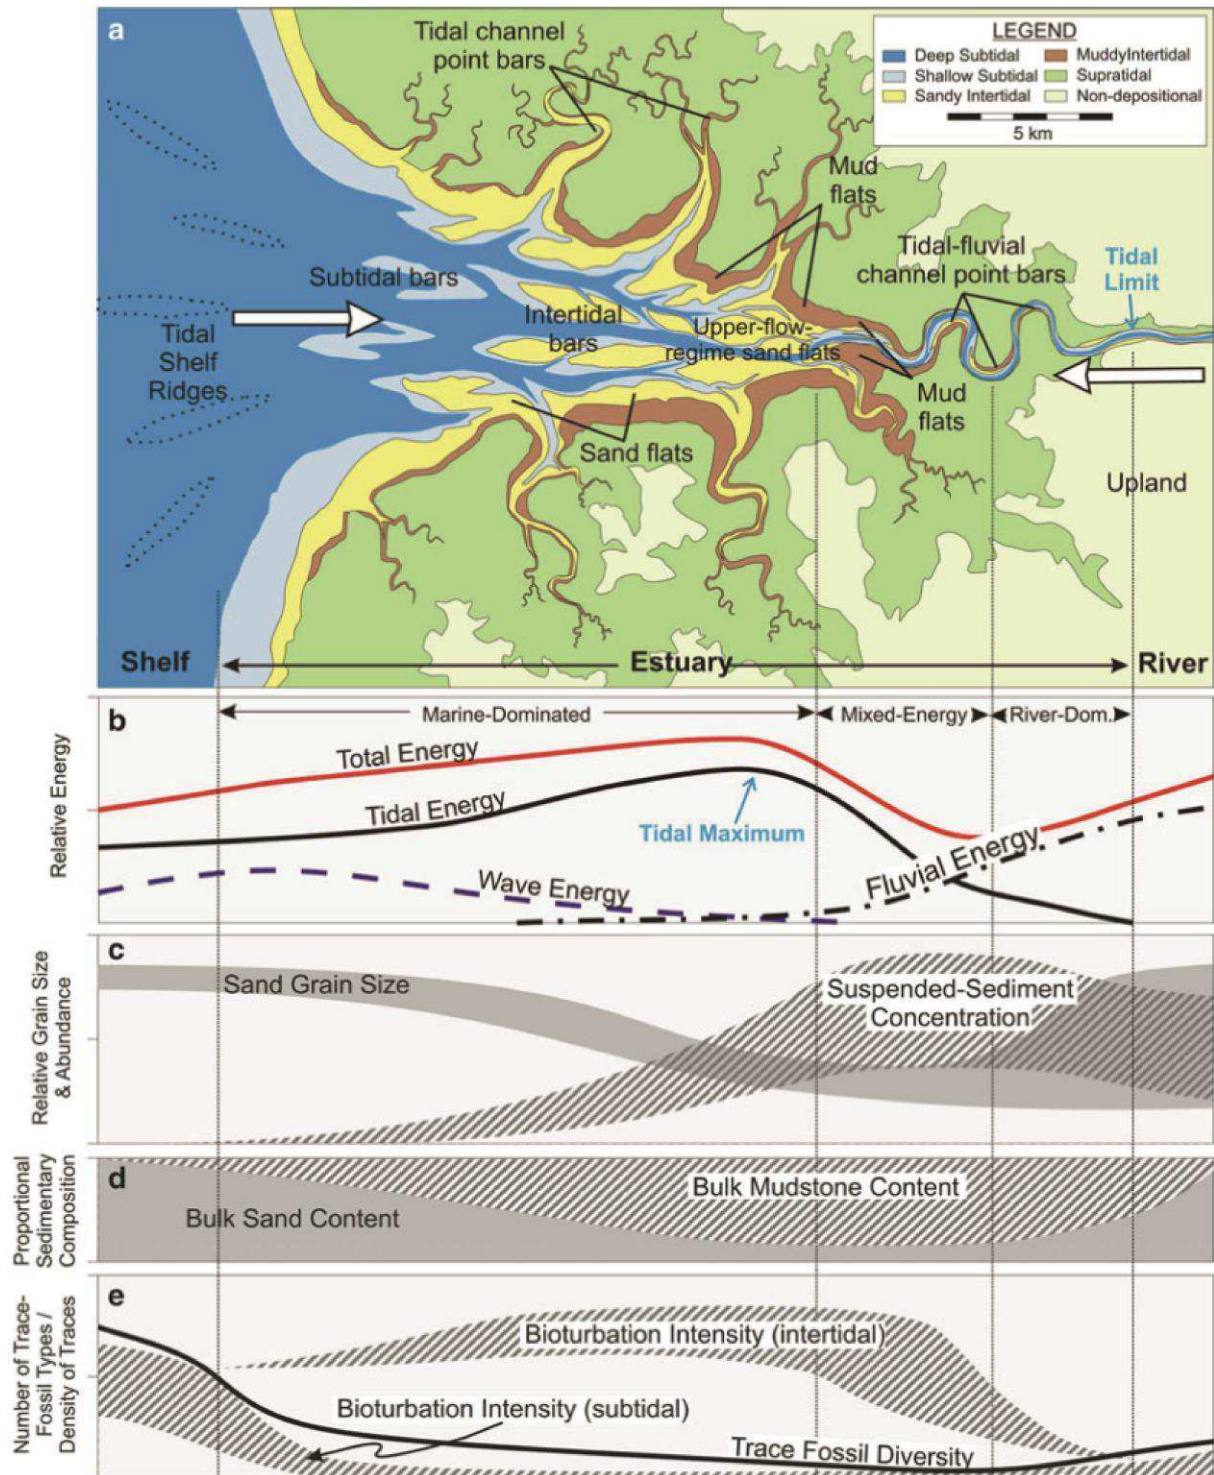 a
Tidal channel
point bars
LEGEND
Deep Subtidal
MuddyIntertidal
Shallow Subtidal
Supratidal
Sandy Intertidal
Non-depositional
5 km
Mud
flats
Tidal-fluvial
channel point bars
Tidal
Limit
Subtidal bars
Tidal
Shelf
Ridges
Intertidal
bars
Upper-flow-
regime sand flats
Mud
flats
Sand flats
Upland
Shelf
Estuary
River
b
Marine-Dominated
Mixed-Energy
River-Dom.
Relative Energy
Total Energy
Tidal Energy
Tidal Maximum
Wave Energy
Fluvial Energy
c
Relative Grain Size
& Abundance
Sand Grain Size
Suspended-Sediment
Concentration
d
Proportional
Sedimentary
Composition
Bulk Mudstone Content
Bulk Sand Content
e
Number of Trace-
Fossil Types /
Density of Traces
Bioturbation Intensity (intertidal)
Bioturbation Intensity (subtidal)
Trace Fossil Diversity